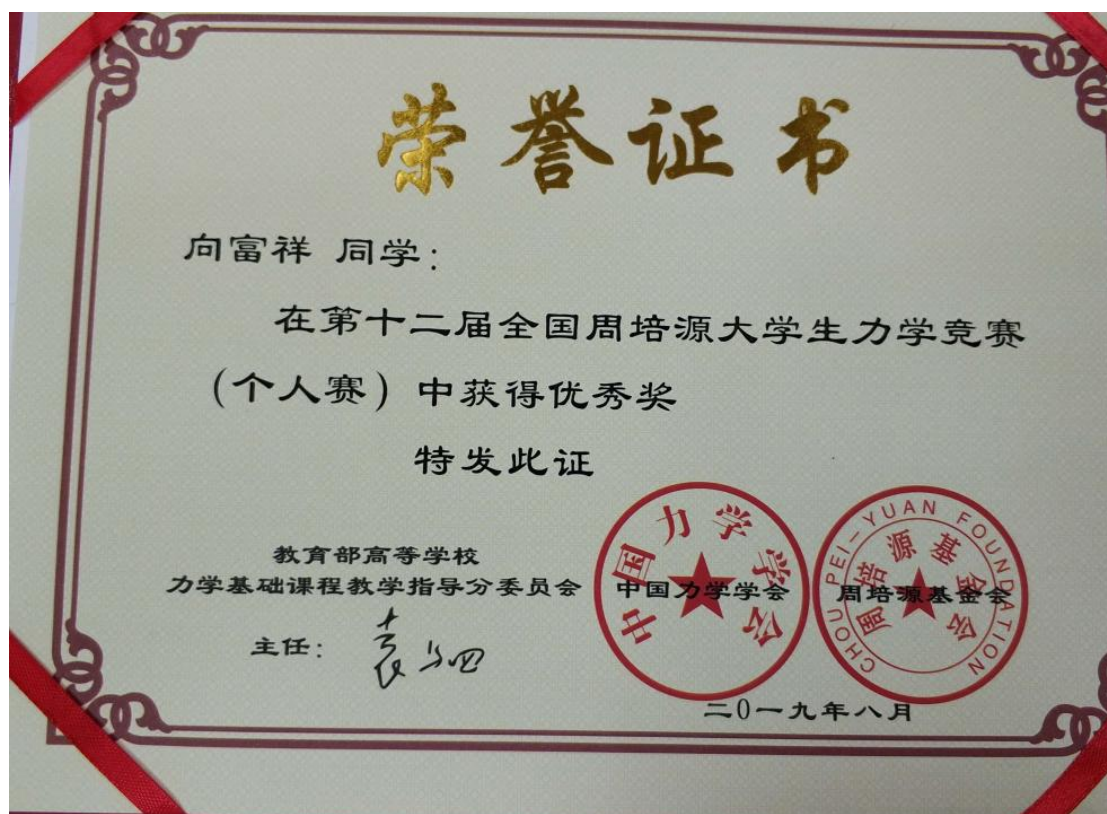 荣誉证书
向富祥 同学:
在第十二届全国周培源大学生力学竞赛
(个人赛)中获得优秀奖
特发此证
教育部高等学校
力学基础课程教学指导分委员会
主任:
中国力学学会
中国力学学会
周培源基金会
CHOU PEI-YUAN FOUNDATION
周培源基金会
二0一九年八月